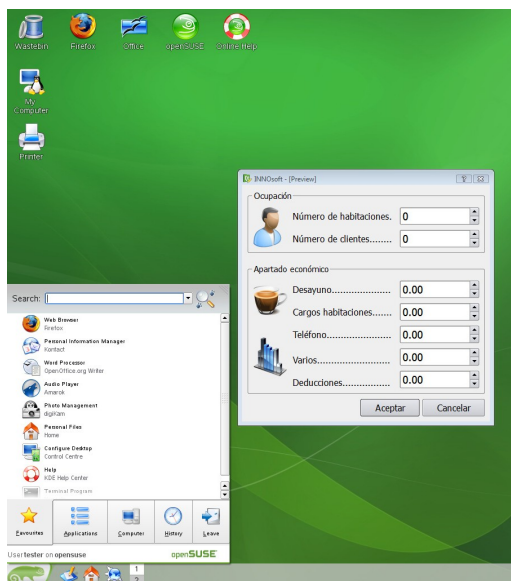 Wastebin
Firefox
Office
openSUSE
Online Help
My
Computer
Printer
INNOsoft - [Preview]
Ocupación
Número de habitaciones. 0
Número de clientes........ 0
Apartado económico
Desayuno...................... 0.00
Cargos habitaciones....... 0.00
Teléfono........................ 0.00
Varios............................ 0.00
Deducciones.................. 0.00
Aceptar
Cancelar
Search:
Web Browser
Firefox
Personal Information Manager
Kontact
Word Processor
OpenOffice.org Writer
Audio Player
Amarok
Photo Management
digiKam
Personal Files
Home
Configure Desktop
Control Centre
Help
KDE Help Center
Terminal Program
Favourites
Applications
Computer
History
Leave
User tester on opensuse
openSUSE
1
2